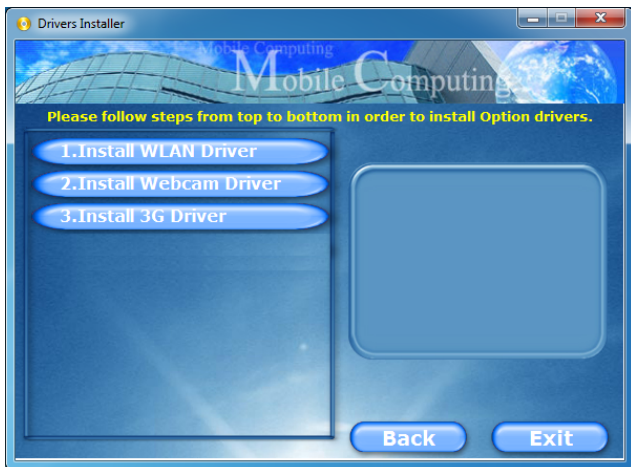 Drivers Installer
Mobile Computing
Mobile Computing
Please follow steps from top to bottom in order to install Option drivers.
1.Install WLAN Driver
2.Install Webcam Driver
3.Install 3G Driver
Back
Exit